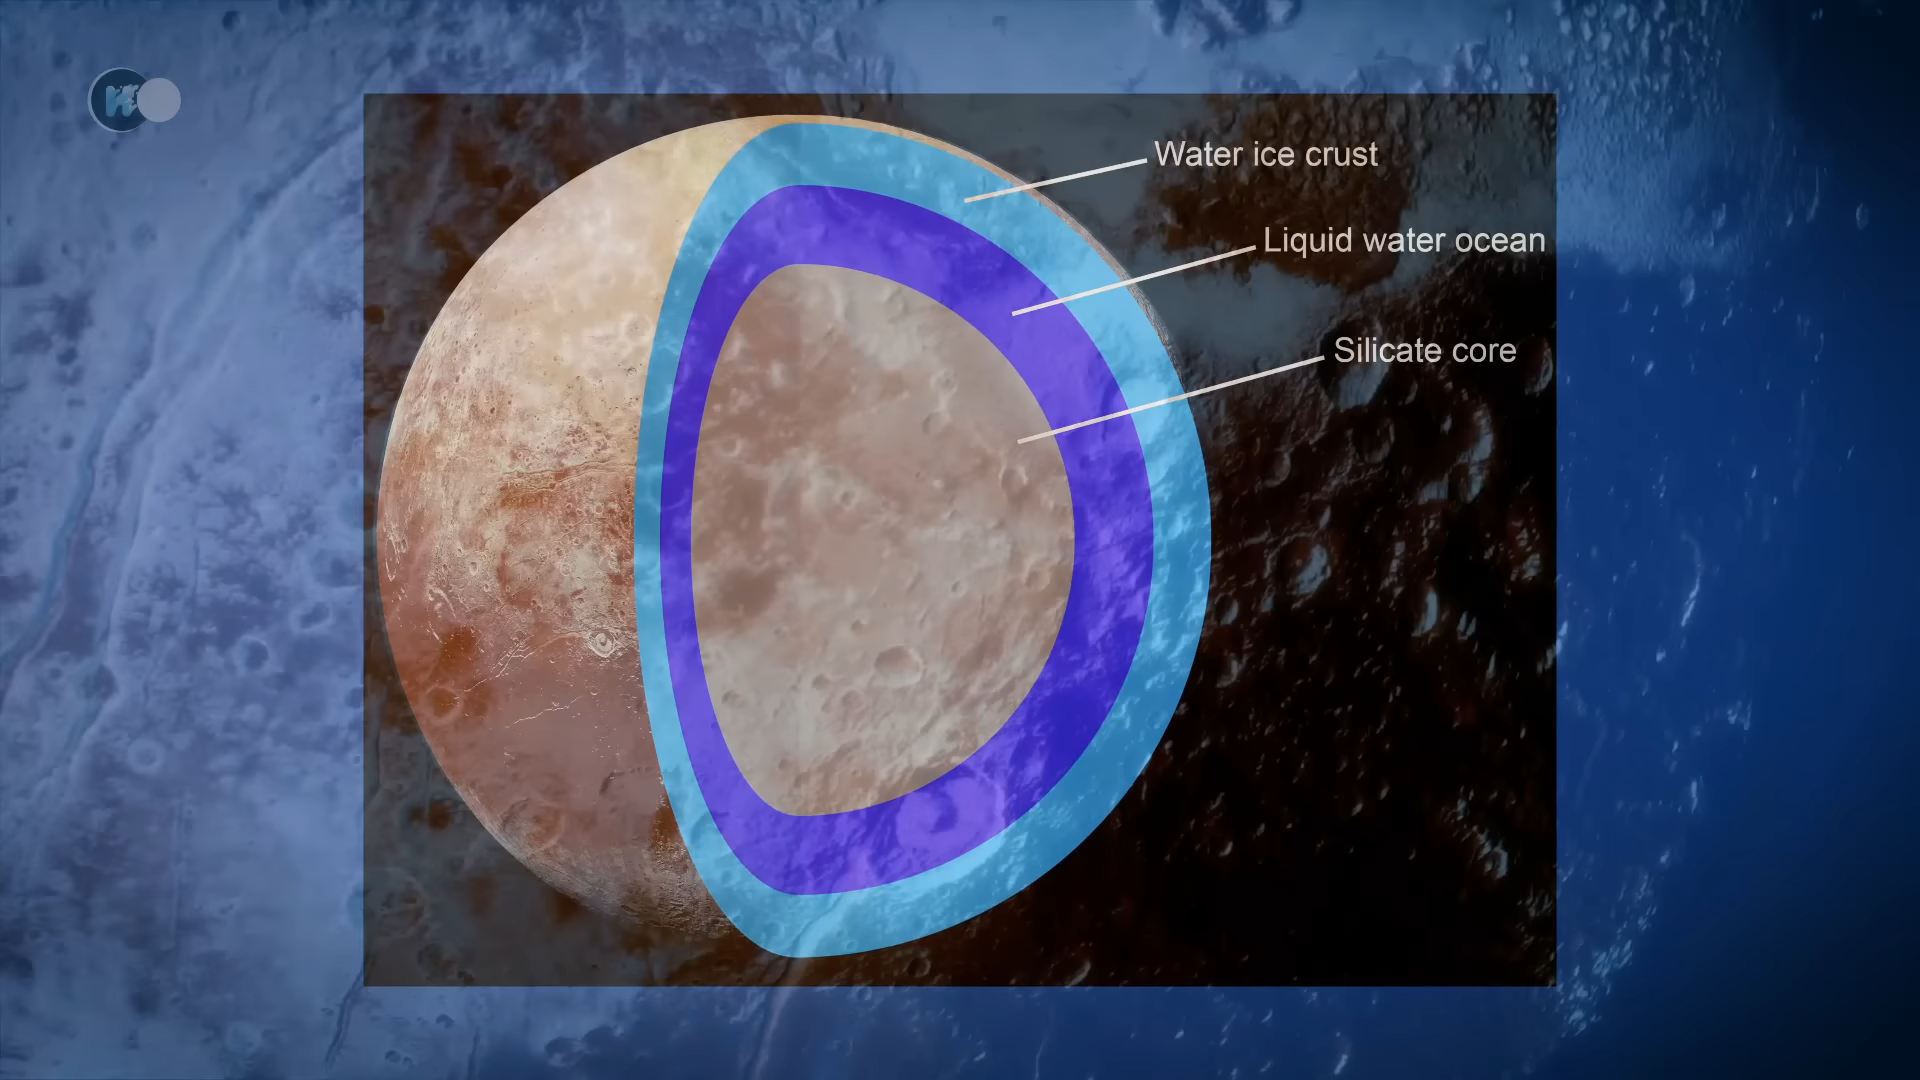 Water ice crust
Liquid water ocean
Silicate core